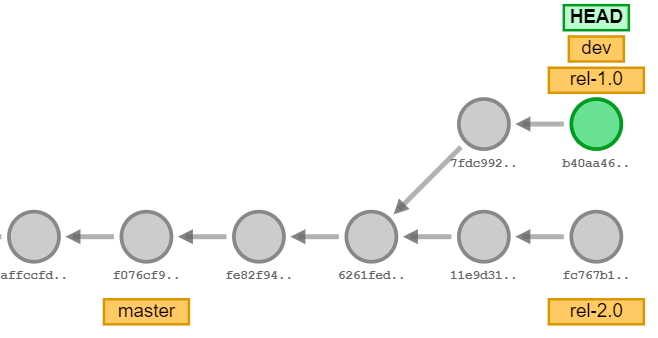 HEAD
dev
rel-1.0
7fdc992..
b40aa46..
affccfd..
f076cf9..
fe82f94..
6261fed..
11e9d31..
fc767b1..
master
rel-2.0